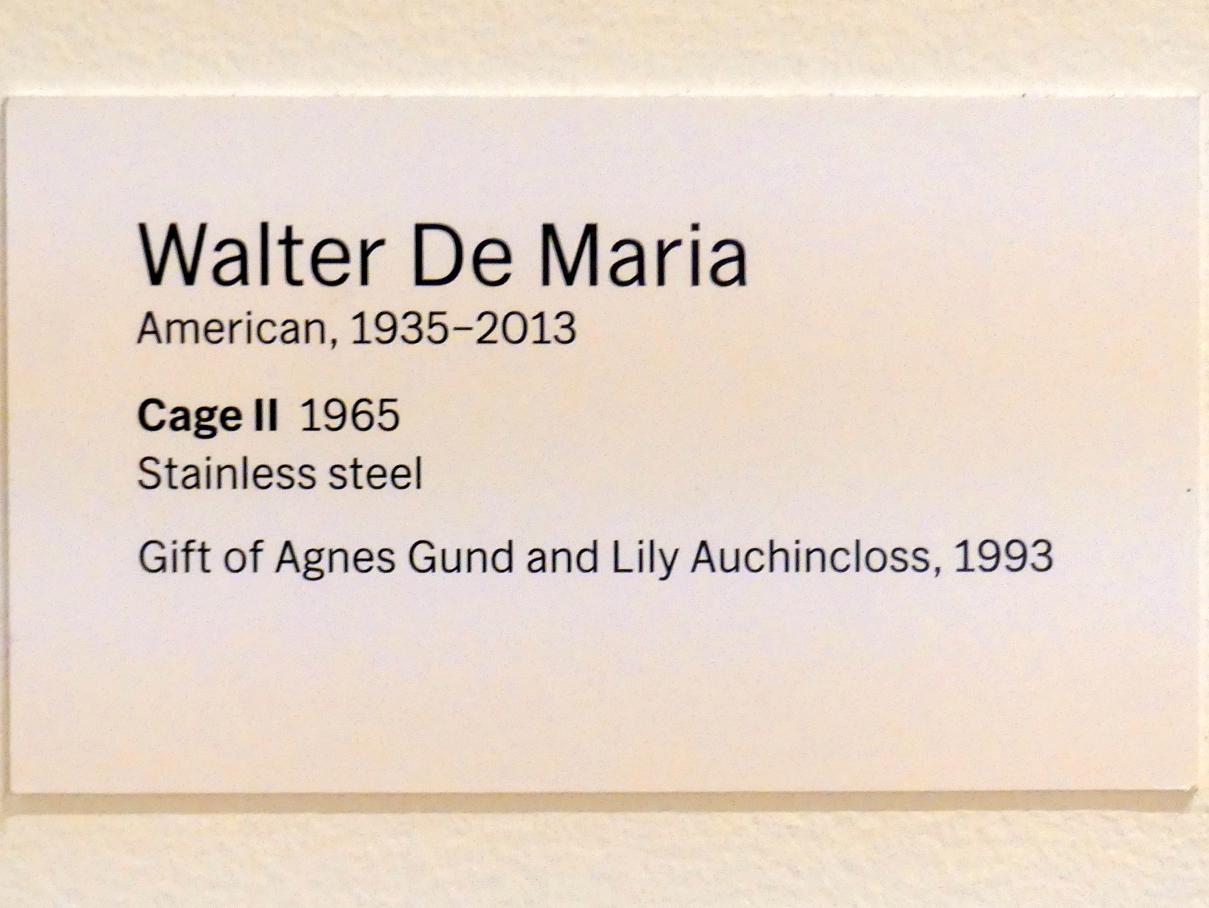 Walter De Maria
American, 1935–2013
Cage II 1965
Stainless steel
Gift of Agnes Gund and Lily Auchincloss, 1993